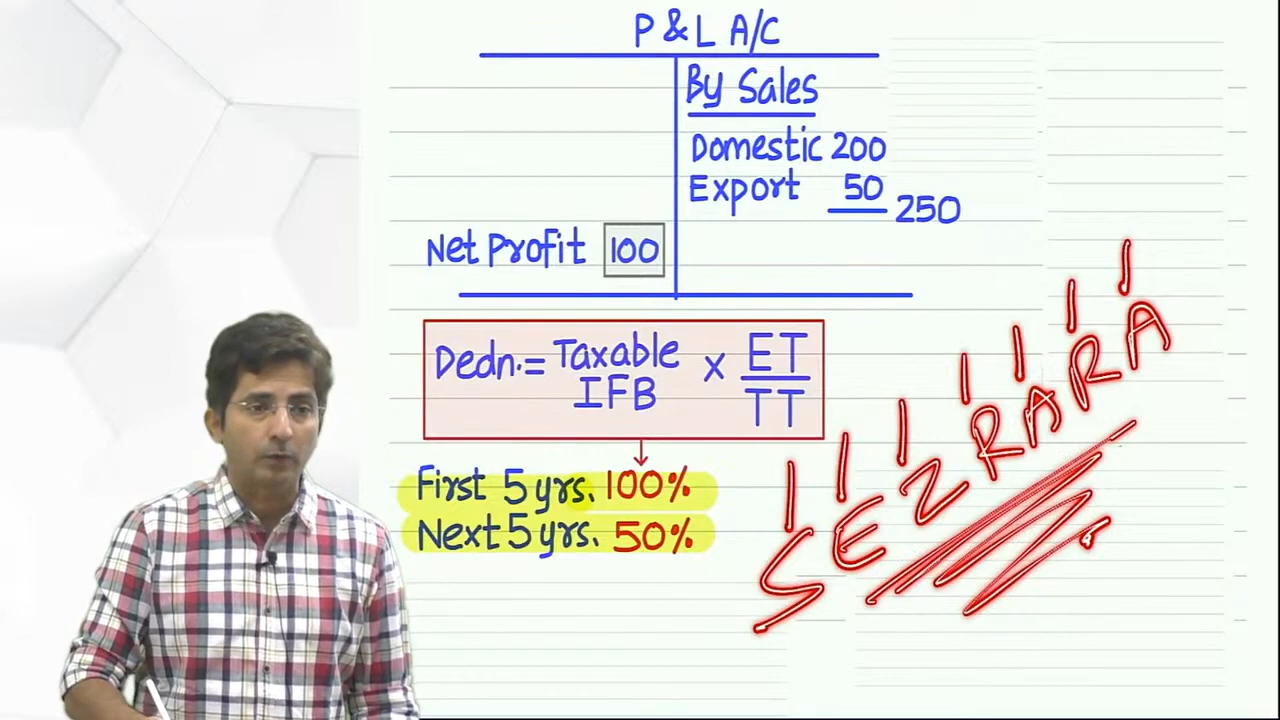 P & L A/C
By Sales
Domestic 200
Export 50 250
Net Profit 100
Dedn. = Taxable IFB x ET
TT
First 5 yrs. 100%
Next 5 yrs. 50%
SEZ RARA